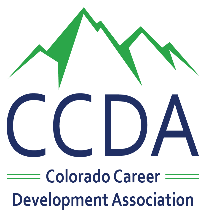 CCDA
Colorado Career
Development Association